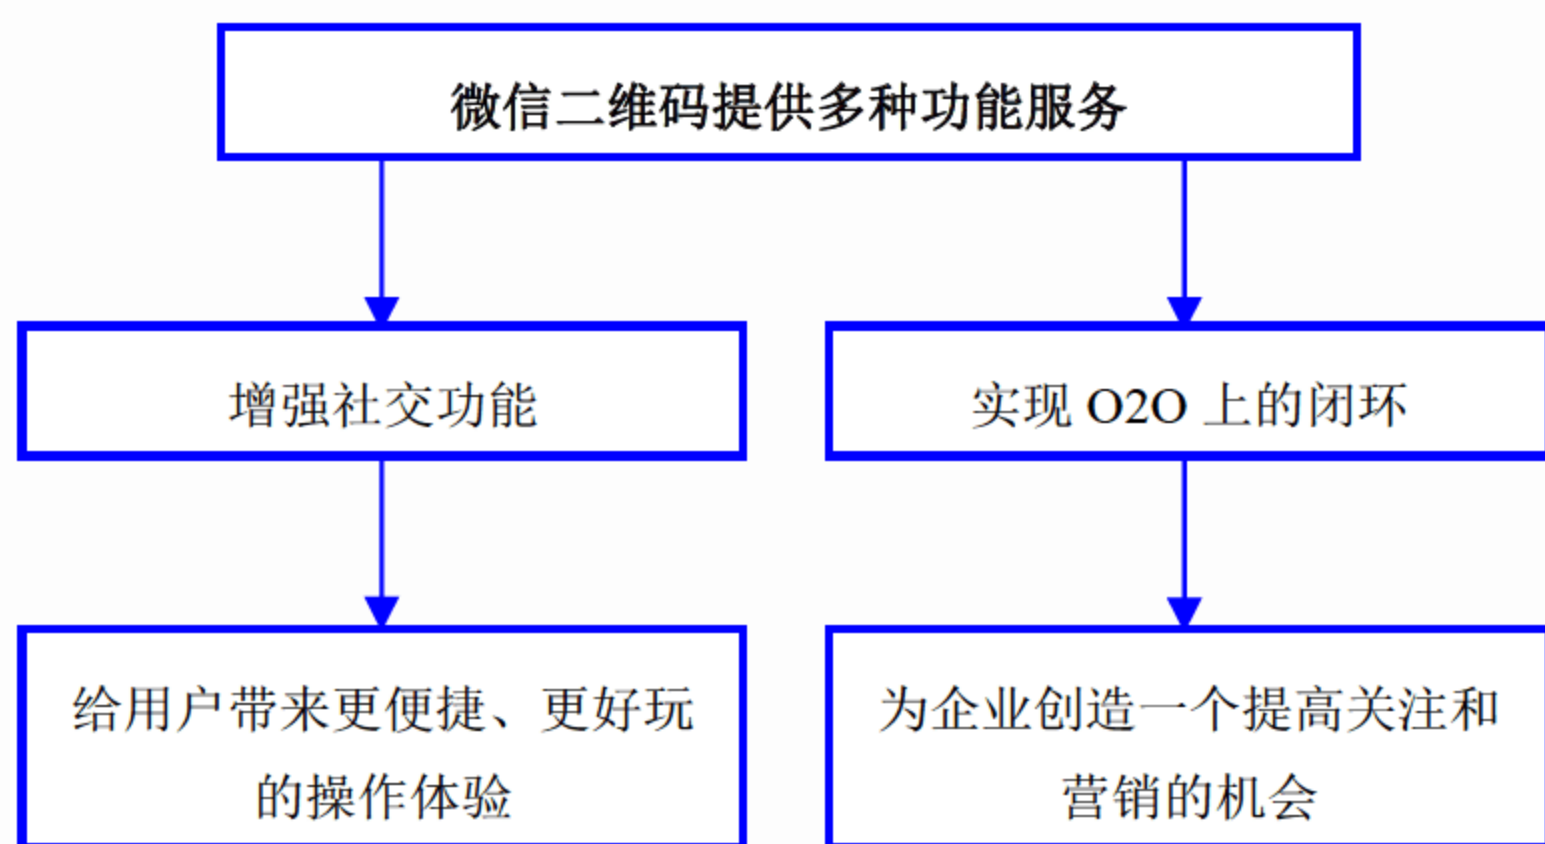 微信二维码提供多种功能服务
增强社交功能
实现 O2O 上的闭环
给用户带来更便捷、更好玩
的操作体验
为企业创造一个提高关注和
营销的机会